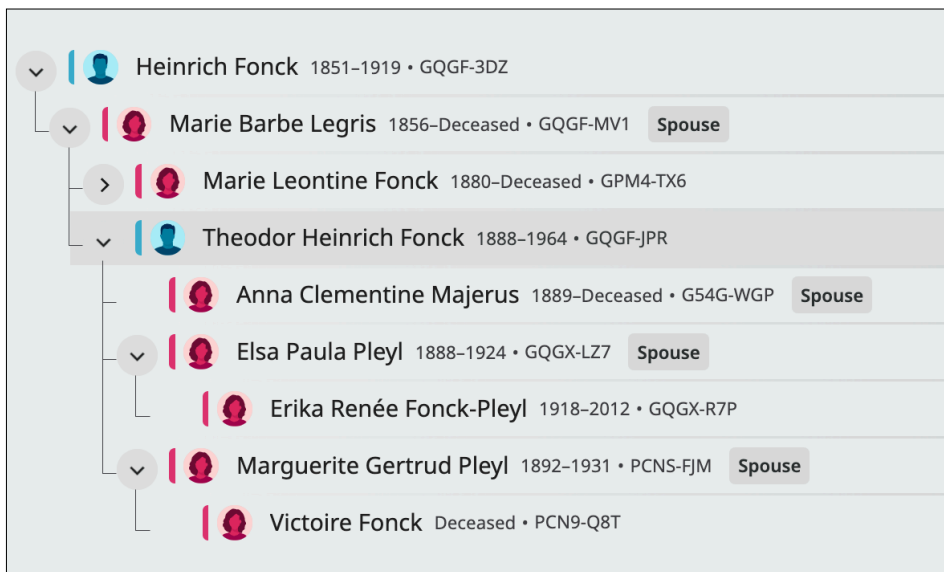 Heinrich Fonck 1851–1919 • GQGF-3DZ
Marie Barbe Legris 1856–Deceased • GQGF-MV1 Spouse
Marie Leontine Fonck 1880–Deceased • GPM4-TX6
Theodor Heinrich Fonck 1888–1964 • GQGF-JPR
Anna Clementine Majerus 1889–Deceased • G54G-WGP Spouse
Elsa Paula Pleyl 1888–1924 • GQGX-LZ7 Spouse
Erika Renée Fonck-Pleyl 1918–2012 • GQGX-R7P
Marguerite Gertrud Pleyl 1892–1931 • PCNS-FJM Spouse
Victoire Fonck Deceased • PCN9-Q8T